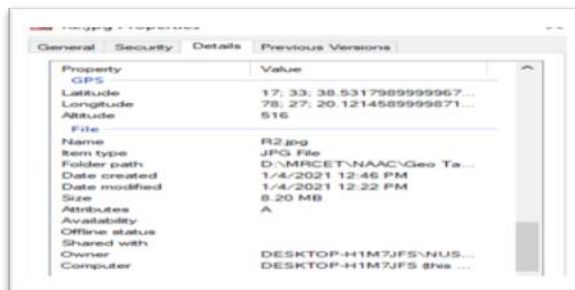 Properties
General Security Details Previous Versions
Property Value
GPS
Latitude 17; 33; 38.5317989999967...
Longitude 78; 27; 20.1214589999871...
Altitude 516
File
Name R2.jpg
Item type JPG File
Folder path D:\MRCET\NAAC\Geo Ta...
Date created 1/4/2021 12:46 PM
Date modified 1/4/2021 12:22 PM
Size 8.20 MB
Attributes A
Availability
Offline status
Shared with
Owner DESKTOP-H1M7JFS\NUS...
Computer DESKTOP-H1M7JFS (this ...